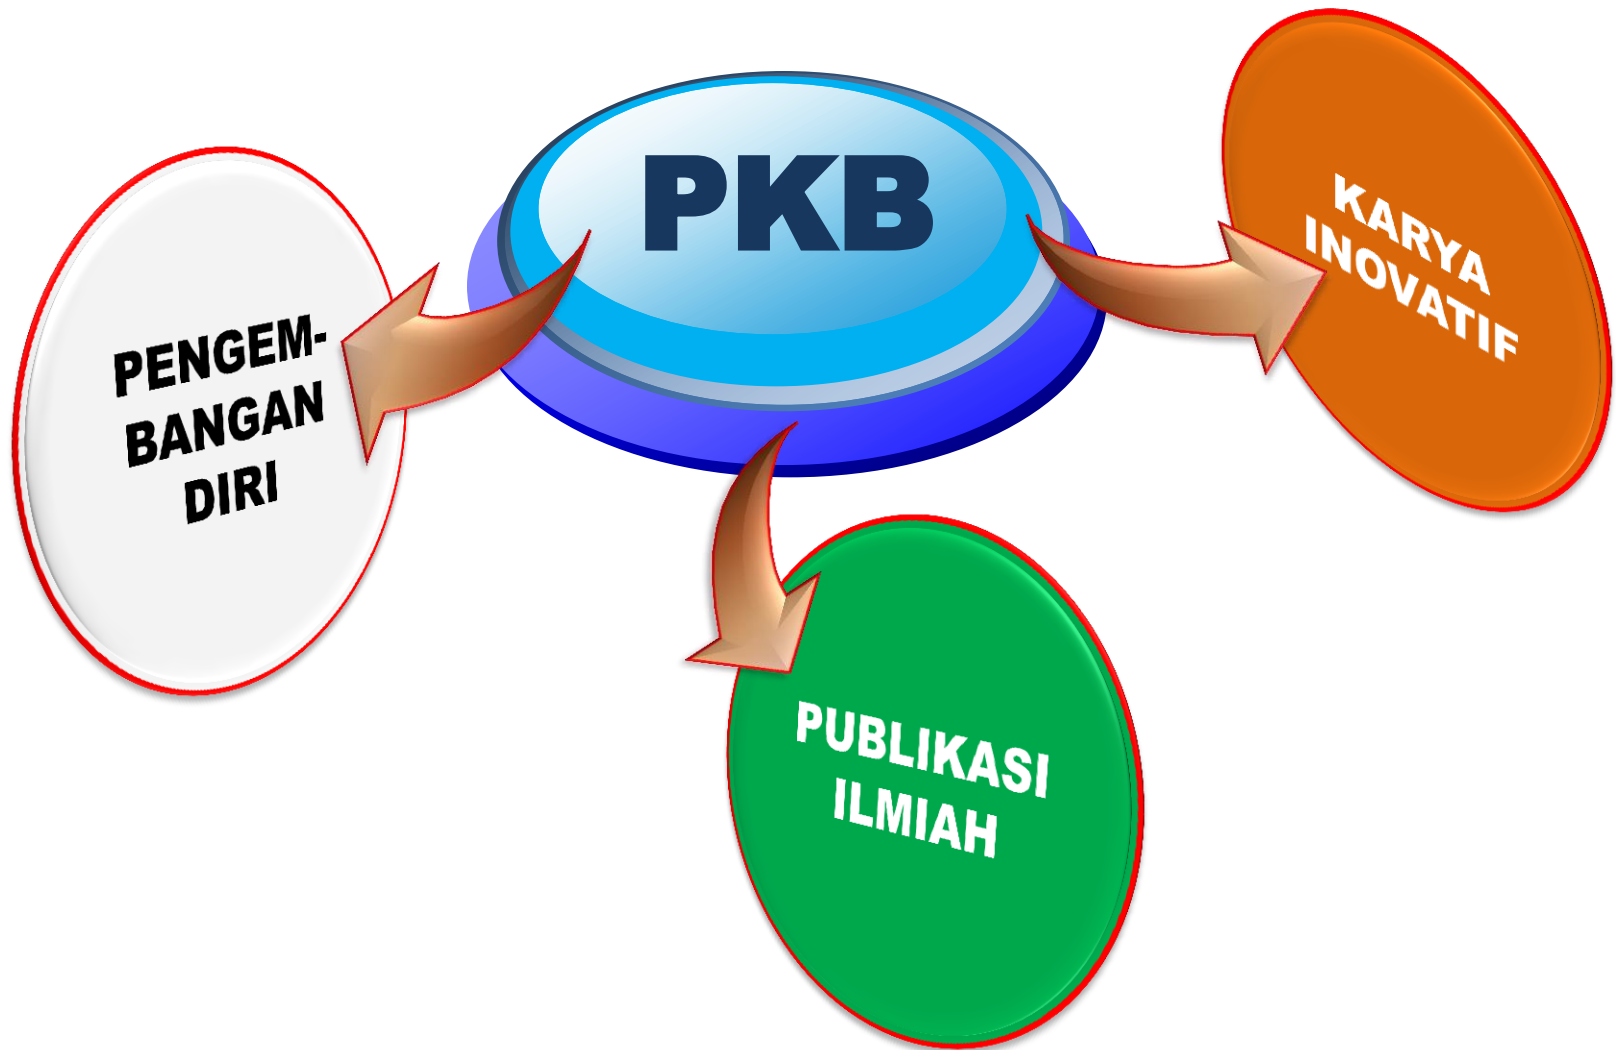 PKB
PENGEM-
BANGAN
DIRI
PUBLIKASI
ILMIAH
KARYA
INOVATIF